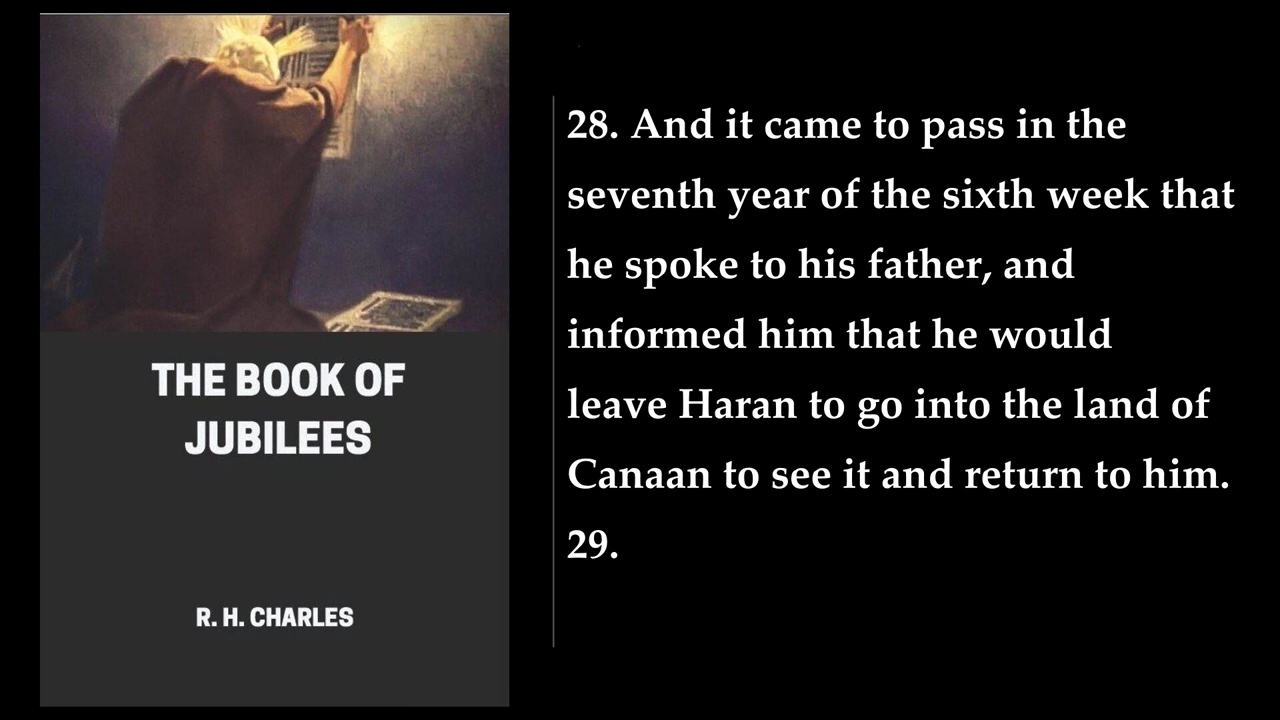 THE BOOK OF
JUBILEES
R. H. CHARLES
28. And it came to pass in the
seventh year of the sixth week that
he spoke to his father, and
informed him that he would
leave Haran to go into the land of
Canaan to see it and return to him.
29.